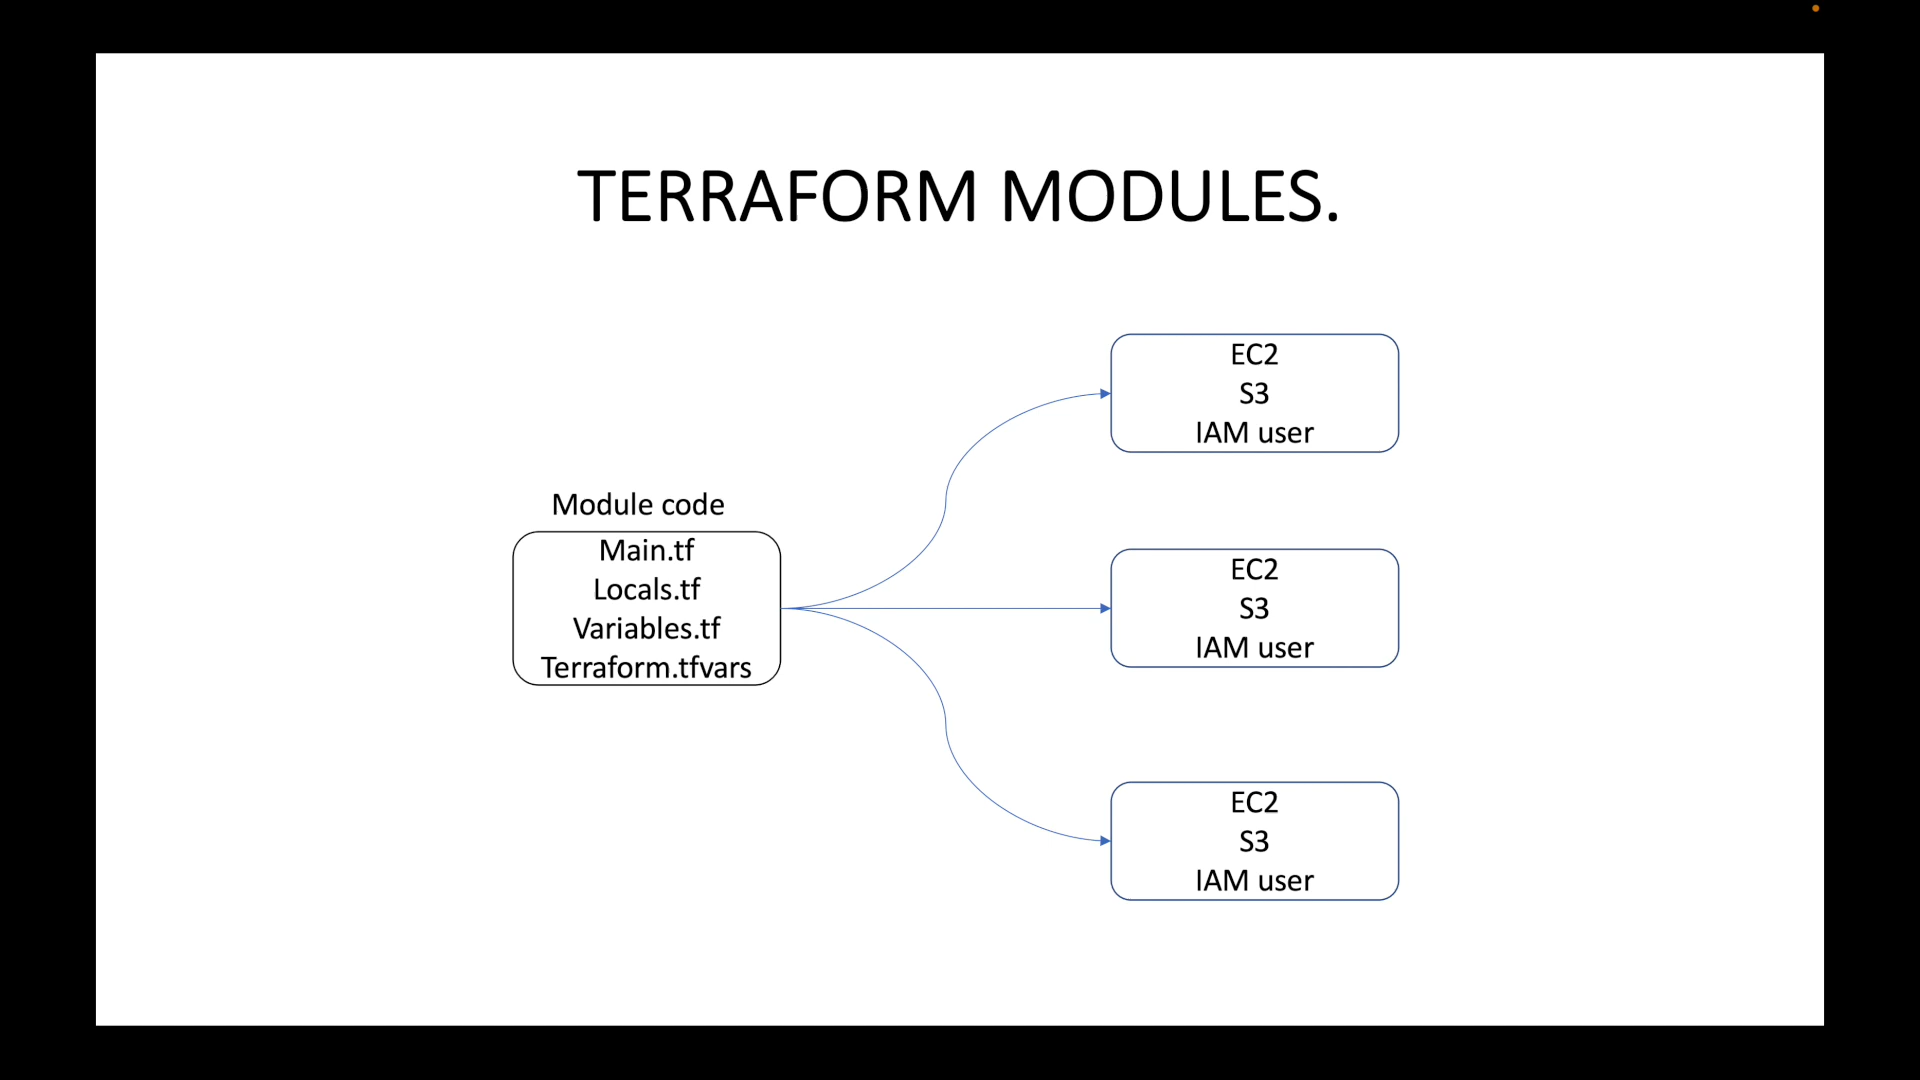 TERRAFORM MODULES.
EC2
S3
IAM user
Module code
Main.tf
Locals.tf
Variables.tf
Terraform.tfvars
EC2
S3
IAM user
EC2
S3
IAM user